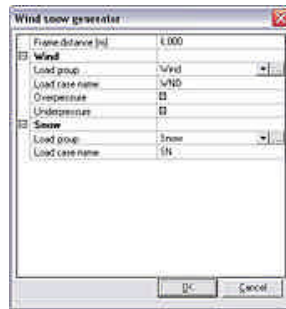 Wind snow generator
Frame distance [m] 6.000
Wind
Load group Wind
Load case name WND
Overpressure
Underpressure
Snow
Load group Snow
Load case name SN
OK Cancel